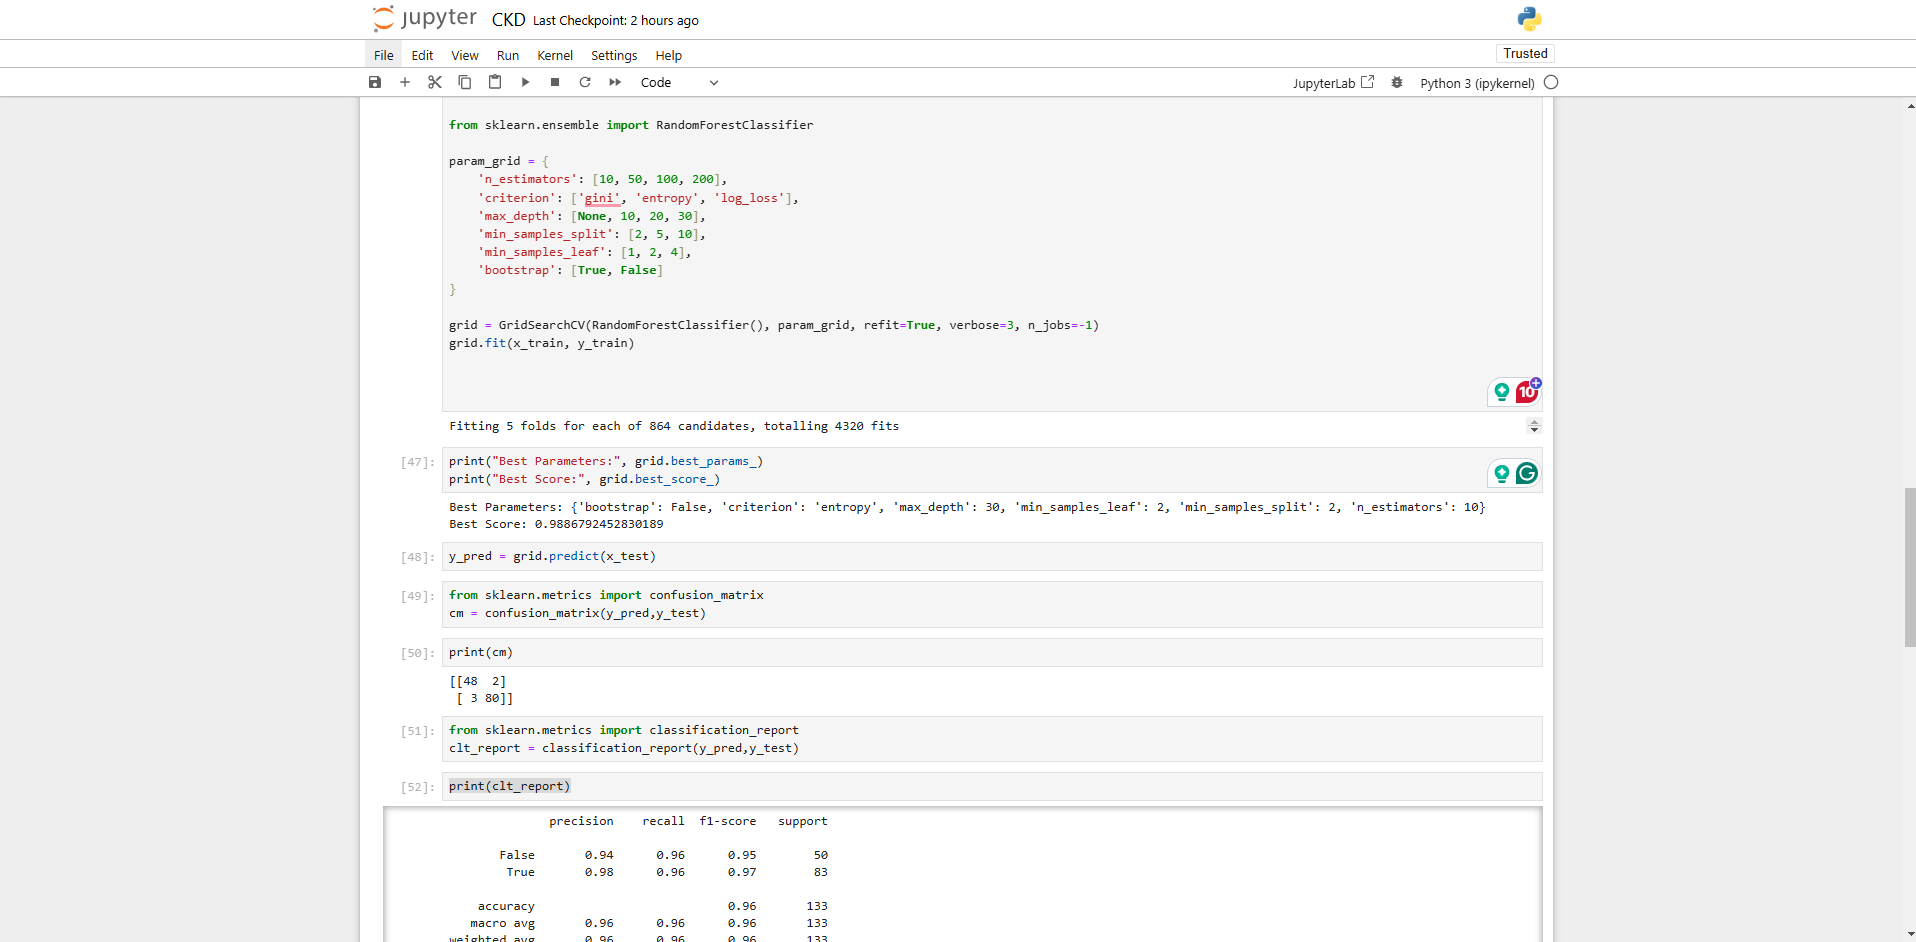 jupyter CKD Last Checkpoint: 2 hours ago
File Edit View Run Kernel Settings Help
Trusted
Code
JupyterLab
Python 3 (ipykernel)
from sklearn.ensemble import RandomForestClassifier
param_grid = {
'n_estimators': [10, 50, 100, 200],
'criterion': ['gini', 'entropy', 'log_loss'],
'max_depth': [None, 10, 20, 30],
'min_samples_split': [2, 5, 10],
'min_samples_leaf': [1, 2, 4],
'bootstrap': [True, False]
}
grid = GridSearchCV(RandomForestClassifier(), param_grid, refit=True, verbose=3, n_jobs=-1)
grid.fit(x_train, y_train)
10
Fitting 5 folds for each of 864 candidates, totalling 4320 fits
[47]: print("Best Parameters:", grid.best_params_)
print("Best Score:", grid.best_score_)
Best Parameters: {'bootstrap': False, 'criterion': 'entropy', 'max_depth': 30, 'min_samples_leaf': 2, 'min_samples_split': 2, 'n_estimators': 10}
Best Score: 0.9886792452830189
[48]: y_pred = grid.predict(x_test)
[49]: from sklearn.metrics import confusion_matrix
cm = confusion_matrix(y_pred,y_test)
[50]: print(cm)
[[48  2]
[ 3 80]]
[51]: from sklearn.metrics import classification_report
clt_report = classification_report(y_pred,y_test)
[52]: print(clt_report)
precision recall f1-score support
False 0.94 0.96 0.95 50
True 0.98 0.96 0.97 83
accuracy 0.96 133
macro avg 0.96 0.96 0.96 133
weighted avg 0.96 0.96 0.96 133